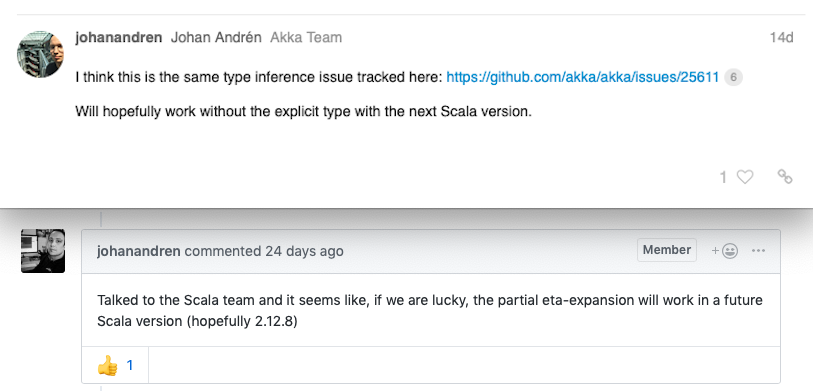 johanandren Johan Andrén Akka Team 14d
I think this is the same type inference issue tracked here: https://github.com/akka/akka/issues/25611 6
Will hopefully work without the explicit type with the next Scala version.
1
johanandren commented 24 days ago Member + ...
Talked to the Scala team and it seems like, if we are lucky, the partial eta-expansion will work in a future
Scala version (hopefully 2.12.8)
1